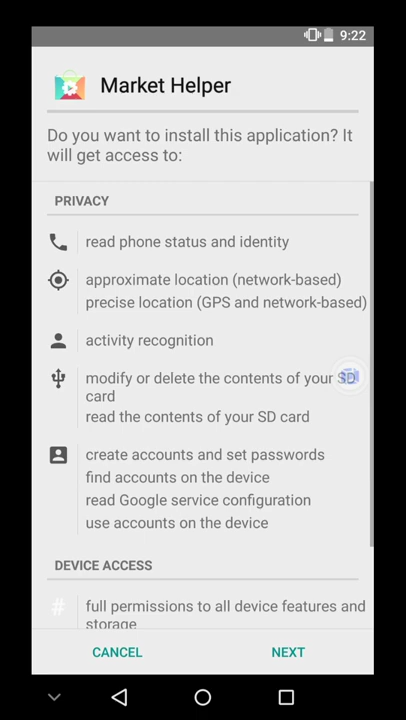 9:22
Market Helper
Do you want to install this application? It
will get access to:
PRIVACY
read phone status and identity
approximate location (network-based)
precise location (GPS and network-based)
activity recognition
modify or delete the contents of your SD
card
read the contents of your SD card
create accounts and set passwords
find accounts on the device
read Google service configuration
use accounts on the device
DEVICE ACCESS
# full permissions to all device features and
storage
CANCEL NEXT